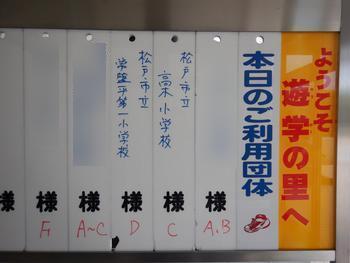 ようこそ
遊学の里へ
本日のご利用団体
様
A,B
松戸市立
高木小学校
様
C
松戸市立
常盤平第一小学校
様
D
様
A~C
様
F
様